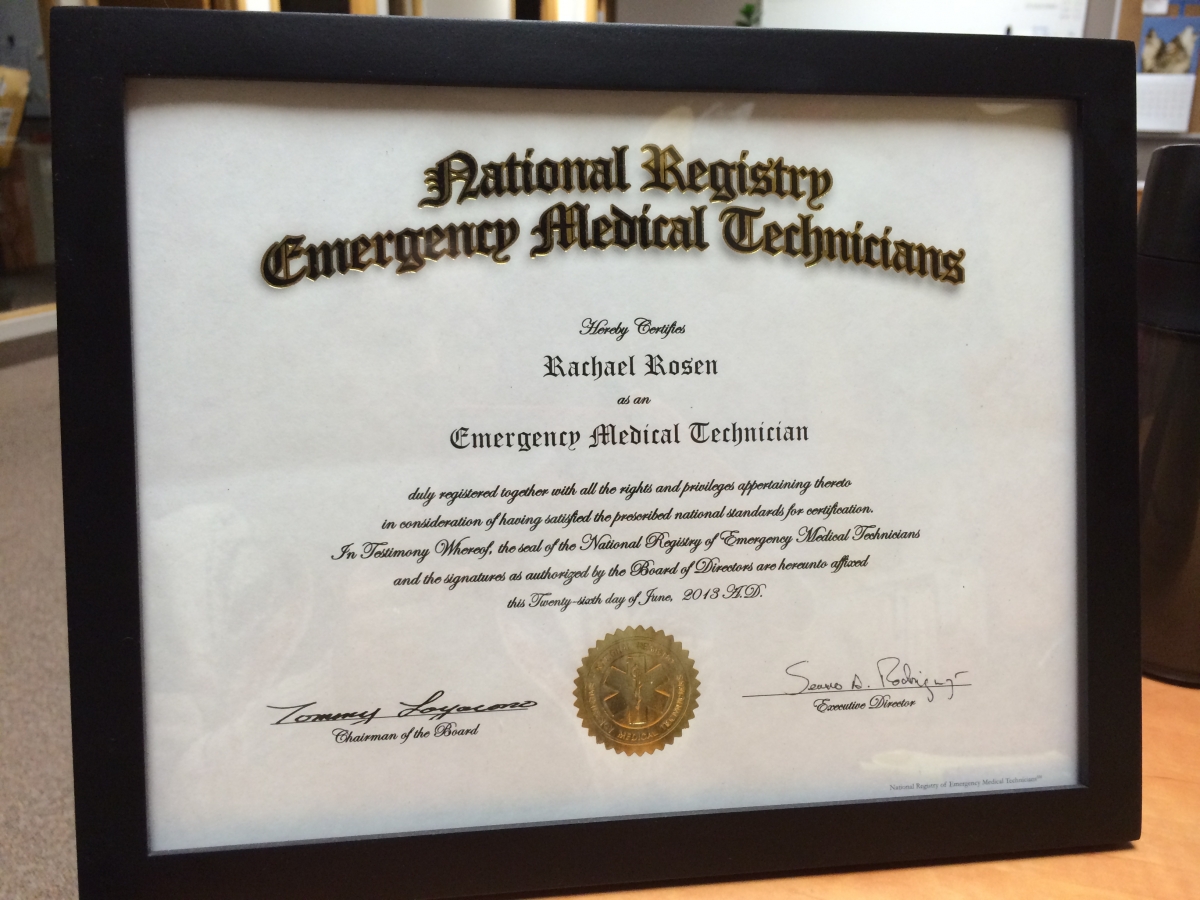 National Registry
Emergency Medical Technicians
Hereby Certifies
Rachael Rosen
as an
Emergency Medical Technician
duly registered together with all the rights and privileges appertaining thereto
in consideration of having satisfied the prescribed national standards for certification.
In Testimony Whereof, the seal of the National Registry of Emergency Medical Technicians
and the signatures as authorized by the Board of Directors are hereunto affixed
this Twenty-sixth day of June, 2013 A.D.
Tommy
Chairman of the Board
Executive Director
MEDICAL
National Registry of Emergency Medical Technicians™